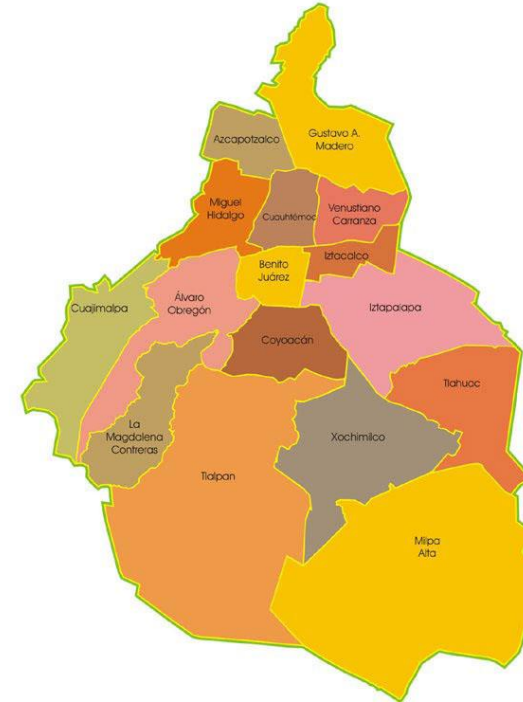 Gustavo A.
Madero
Azcapotzalco
Miguel
Hidalgo
Cuauhtémoc
Venustiano
Carranza
Iztocalco
Benito
Juárez
Cuajimalpa
Álvaro
Obregón
Iztapalapa
Coyoacán
Tlahuac
La
Magdalena
Contreras
Xochimilco
Tlalpan
Milpa
Alta